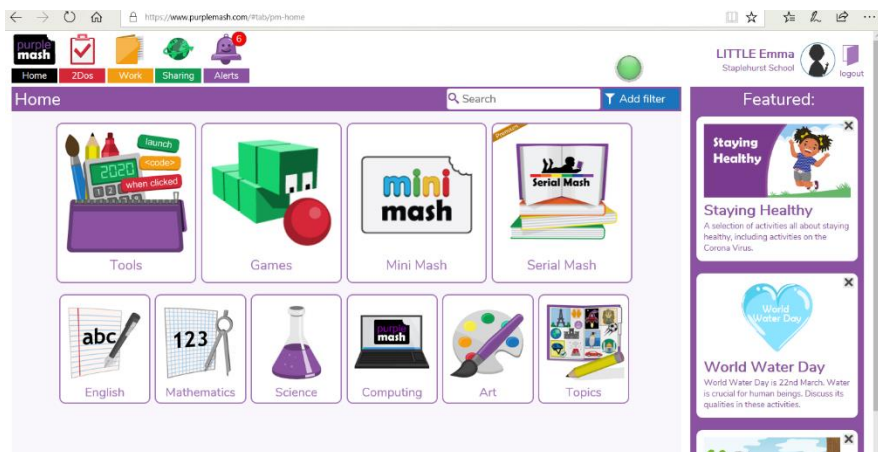 https://www.purplemash.com/#tab/pm-home
purple
mash
6
Home
2Dos
Work
Sharing
Alerts
LITTLE Emma
Staplehurst School
logout
Home
Search
Add filter
Featured:
launch
<code>
2020
when clicked
Tools
Games
mini
mash
Mini Mash
Premium
Serial Mash
Serial Mash
abc
English
123
Mathematics
Science
purple
mash
Computing
Art
Topics
Staying
Healthy
Staying Healthy
A selection of activities all about staying
healthy, including activities on the
Corona Virus.
World
Water Day
World Water Day
World Water Day is 22nd March. Water
is crucial for human beings. Discuss its
qualities in these activities.